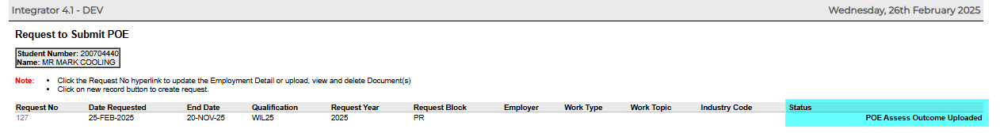 Integrator 4.1 - DEV Wednesday, 26th February 2025
Request to Submit POE
Student Number: 200704440
Name: MR MARK COOLING
Note: • Click the Request No hyperlink to update the Employment Detail or upload, view and delete Document(s)
• Click on new record button to create request.
Request No Date Requested End Date Qualification Request Year Request Block Employer Work Type Work Topic Industry Code Status
127 25-FEB-2025 20-NOV-25 WIL25 2025 PR POE Assess Outcome Uploaded